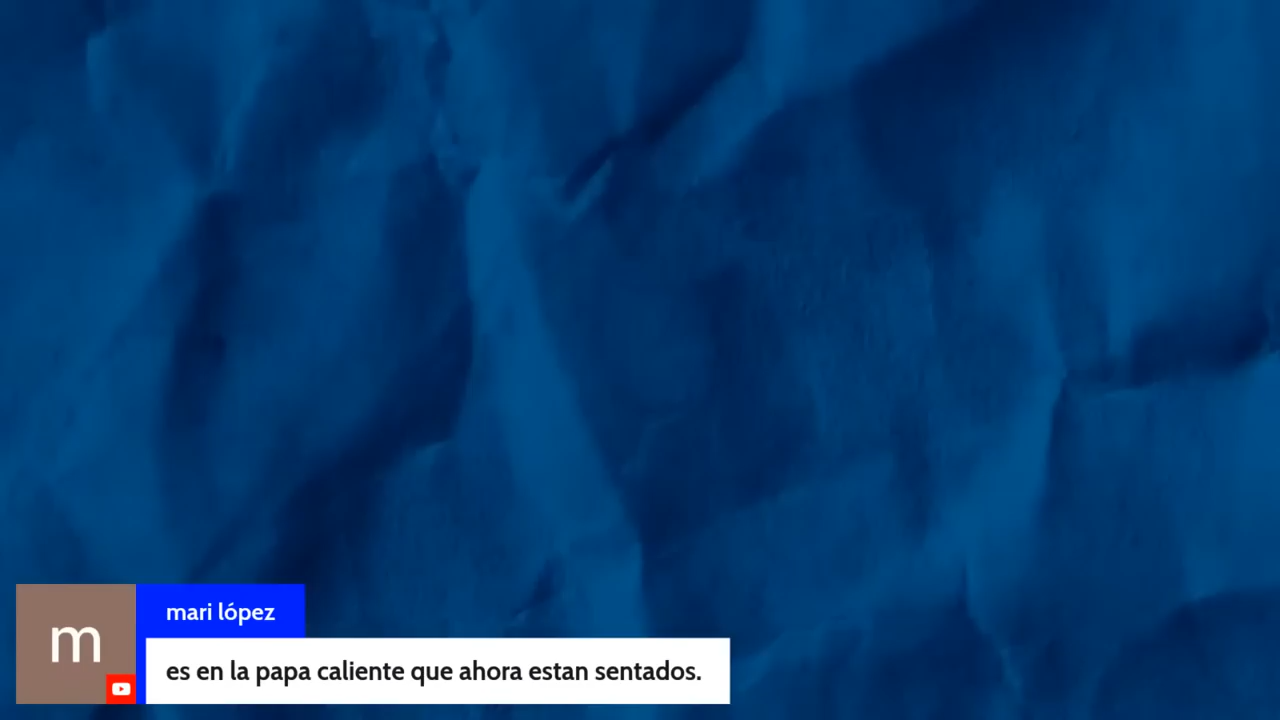 m
mari lópez
es en la papa caliente que ahora estan sentados.